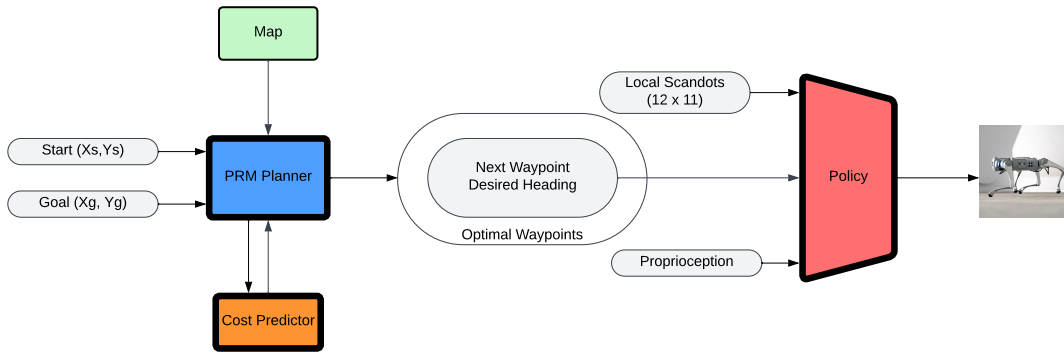 Map
Start (Xs,Ys)
Goal (Xg, Yg)
PRM Planner
Cost Predictor
Next Waypoint
Desired Heading
Optimal Waypoints
Local Scandots
(12 x 11)
Proprioception
Policy